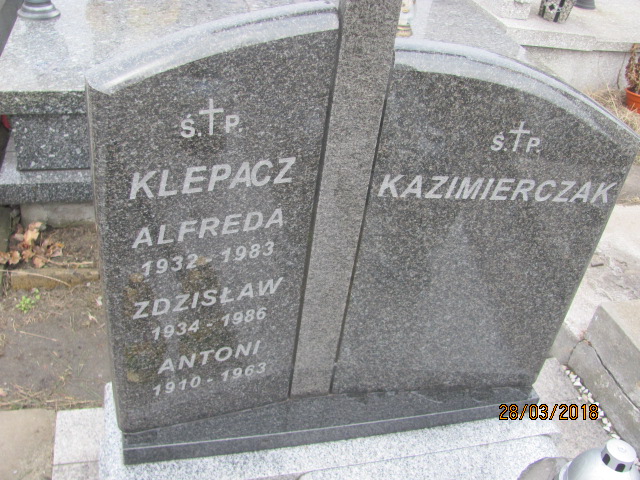 Ś.†P.
KLEPACZ
ALFREDA
1932 - 1983
ZDZISŁAW
1934 - 1986
ANTONI
1910 - 1963
Ś.†P.
KAZIMIERCZAK
28/03/2018